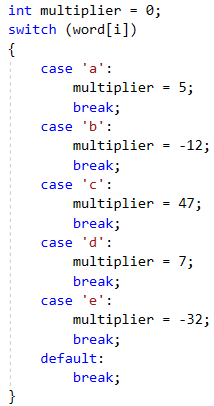 int multiplier = 0;
switch (word[i])
{
    case 'a':
        multiplier = 5;
        break;
    case 'b':
        multiplier = -12;
        break;
    case 'c':
        multiplier = 47;
        break;
    case 'd':
        multiplier = 7;
        break;
    case 'e':
        multiplier = -32;
        break;
    default:
        break;
}